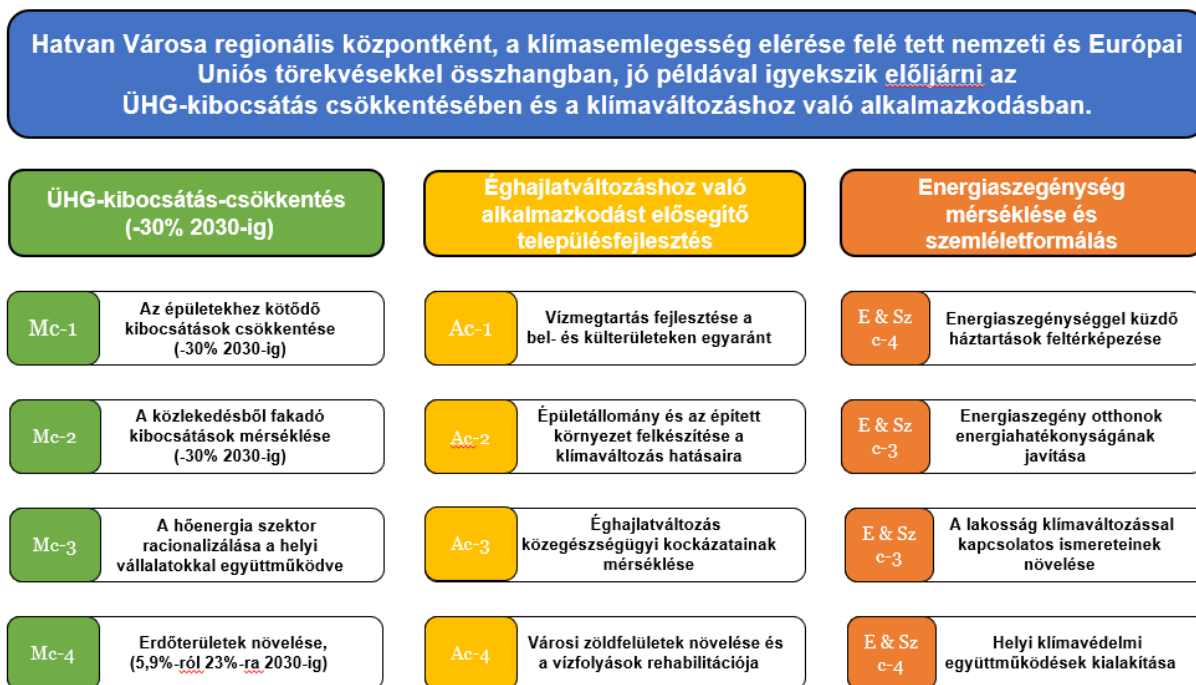 Hatvan Városa regionális központként, a klímasemlegesség elérése felé tett nemzeti és Európai
Uniós törekvésekkel összhangban, jó példával igyekszik előljárni az
ÜHG-kibocsátás csökkentésében és a klímaváltozáshoz való alkalmazkodásban.
ÜHG-kibocsátás-csökkentés
(-30% 2030-ig)
Mc-1
Az épületekhez kötődő
kibocsátások csökkentése
(-30% 2030-ig)
Mc-2
A közlekedésből fakadó
kibocsátások mérséklése
(-30% 2030-ig)
Mc-3
A hőenergia szektor
racionalizálása a helyi
vállalatokkal együttműködve
Mc-4
Erdőterületek növelése,
(5,9%-ról 23%-ra 2030-ig)
Éghajlatváltozáshoz való
alkalmazkodást elősegítő
településfejlesztés
Ac-1
Vízmegtartás fejlesztése a
bel- és külterületeken egyaránt
Ac-2
Épületállomány és az épített
környezet felkészítése a
klímaváltozás hatásaira
Ac-3
Éghajlatváltozás
közegészségügyi kockázatainak
mérséklése
Ac-4
Városi zöldfelületek növelése és
a vízfolyások rehabilitációja
Energiaszegénység
mérséklése és
szemléletformálás
E & Sz
c-4
Energiaszegénységgel küzdő
háztartások feltérképezése
E & Sz
c-3
Energiaszegény otthonok
energiahatékonyságának
javítása
E & Sz
c-3
A lakosság klímaváltozással
kapcsolatos ismereteinek
növelése
E & Sz
c-4
Helyi klímavédelmi
együttműködések kialakítása